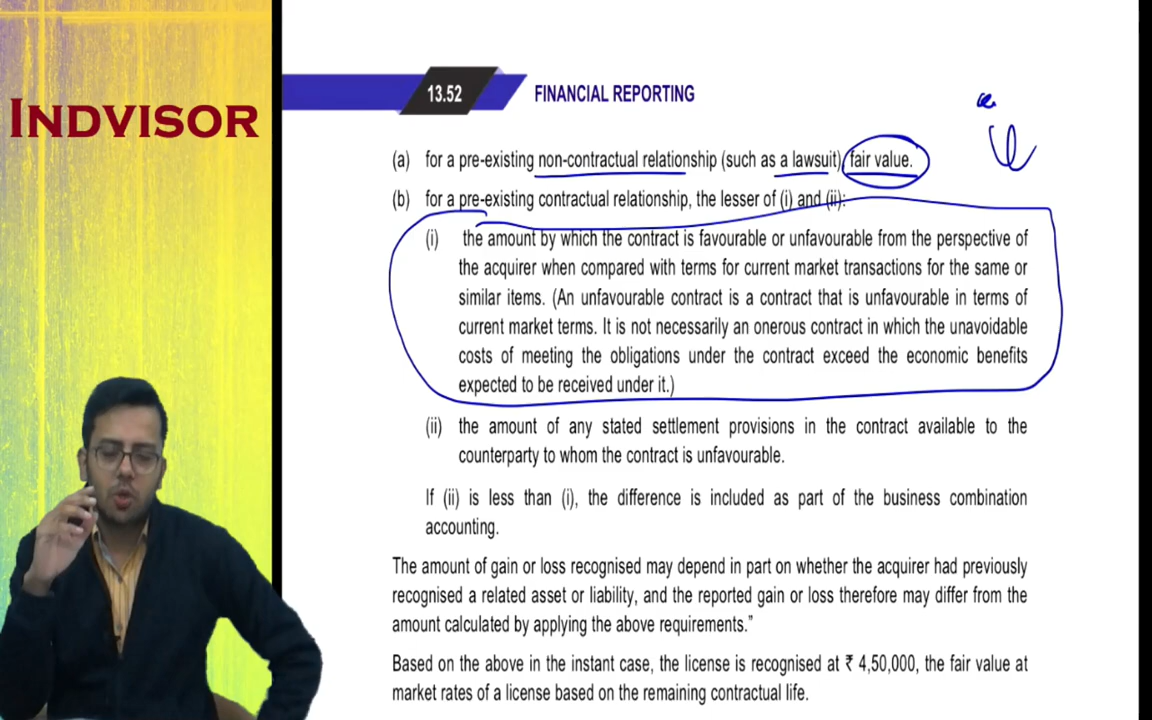 INDVISOR
13.52 FINANCIAL REPORTING
(a) for a pre-existing non-contractual relationship (such as a lawsuit), fair value.
(b) for a pre-existing contractual relationship, the lesser of (i) and (ii):
(i) the amount by which the contract is favourable or unfavourable from the perspective of
the acquirer when compared with terms for current market transactions for the same or
similar items. (An unfavourable contract is a contract that is unfavourable in terms of
current market terms. It is not necessarily an onerous contract in which the unavoidable
costs of meeting the obligations under the contract exceed the economic benefits
expected to be received under it.)
(ii) the amount of any stated settlement provisions in the contract available to the
counterparty to whom the contract is unfavourable.
If (ii) is less than (i), the difference is included as part of the business combination
accounting.
The amount of gain or loss recognised may depend in part on whether the acquirer had previously
recognised a related asset or liability, and the reported gain or loss therefore may differ from the
amount calculated by applying the above requirements.”
Based on the above in the instant case, the license is recognised at ₹ 4,50,000, the fair value at
market rates of a license based on the remaining contractual life.